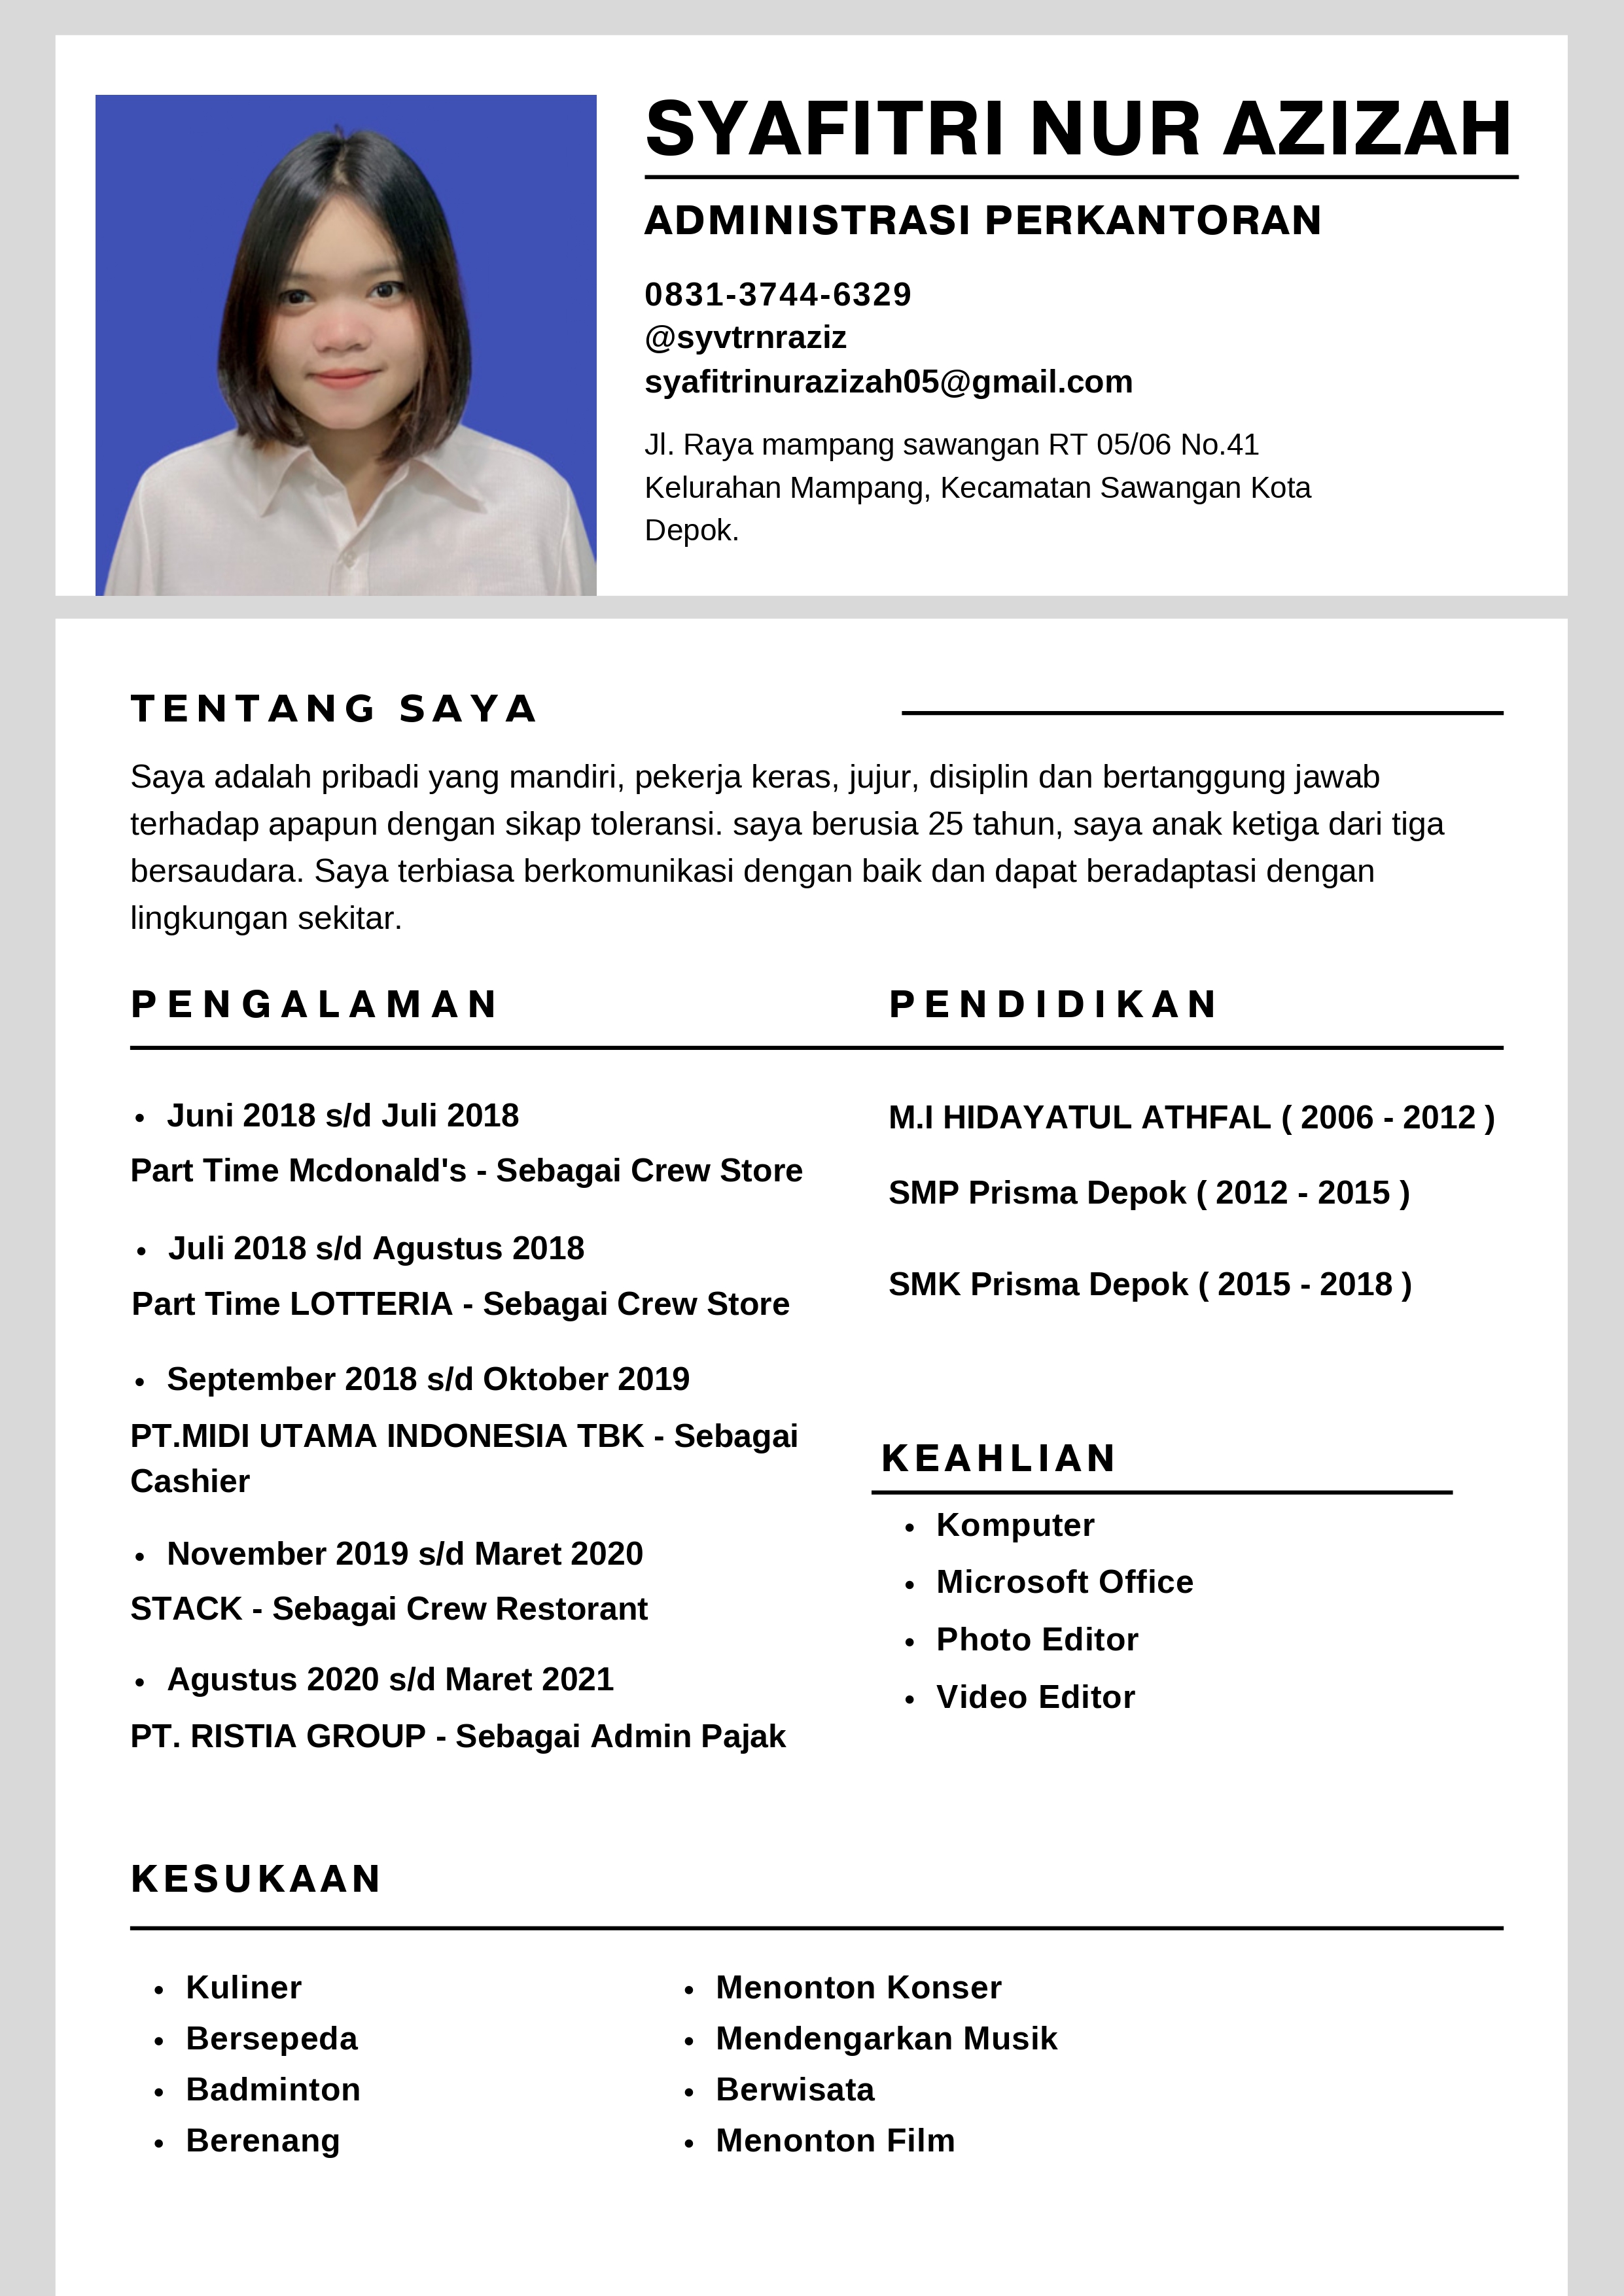 SYAFITRI NUR AZIZAH
ADMINISTRASI PERKANTORAN
0831-3744-6329
@syvtrnraziz
syafitrinurazizah05@gmail.com
Jl. Raya mampang sawangan RT 05/06 No.41
Kelurahan Mampang, Kecamatan Sawangan Kota
Depok.
TENTANG SAYA
Saya adalah pribadi yang mandiri, pekerja keras, jujur, disiplin dan bertanggung jawab
terhadap apapun dengan sikap toleransi. saya berusia 25 tahun, saya anak ketiga dari tiga
bersaudara. Saya terbiasa berkomunikasi dengan baik dan dapat beradaptasi dengan
lingkungan sekitar.
PENGALAMAN
• Juni 2018 s/d Juli 2018
Part Time Mcdonald's - Sebagai Crew Store
• Juli 2018 s/d Agustus 2018
Part Time LOTTERIA - Sebagai Crew Store
• September 2018 s/d Oktober 2019
PT.MIDI UTAMA INDONESIA TBK - Sebagai
Cashier
• November 2019 s/d Maret 2020
STACK - Sebagai Crew Restorant
• Agustus 2020 s/d Maret 2021
PT. RISTIA GROUP - Sebagai Admin Pajak
PENDIDIKAN
M.I HIDAYATUL ATHFAL ( 2006 - 2012 )
SMP Prisma Depok ( 2012 - 2015 )
SMK Prisma Depok ( 2015 - 2018 )
KEAHLIAN
• Komputer
• Microsoft Office
• Photo Editor
• Video Editor
KESUKAAN
• Kuliner
• Bersepeda
• Badminton
• Berenang
• Menonton Konser
• Mendengarkan Musik
• Berwisata
• Menonton Film